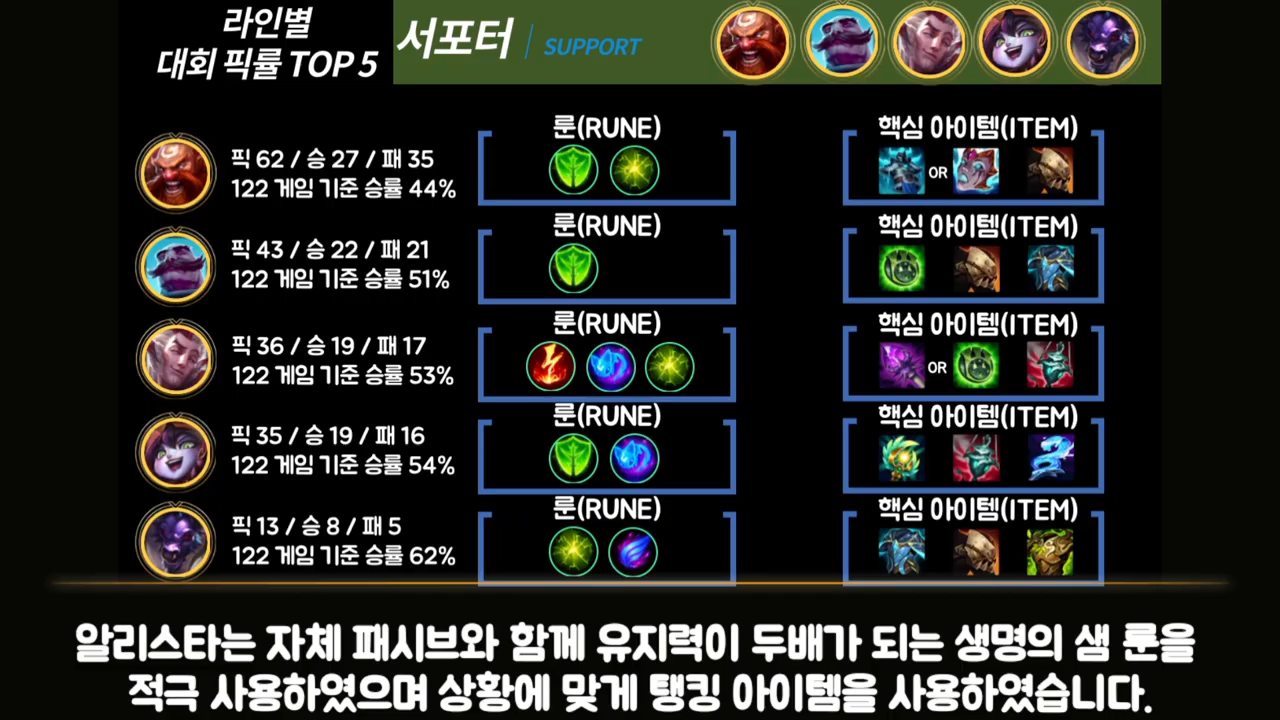 라인별
대회 픽률 TOP 5
서포터 | SUPPORT
픽 62 / 승 27 / 패 35
122 게임 기준 승률 44%
룬(RUNE)
핵심 아이템(ITEM)
OR
픽 43 / 승 22 / 패 21
122 게임 기준 승률 51%
룬(RUNE)
핵심 아이템(ITEM)
픽 36 / 승 19 / 패 17
122 게임 기준 승률 53%
룬(RUNE)
핵심 아이템(ITEM)
OR
픽 35 / 승 19 / 패 16
122 게임 기준 승률 54%
룬(RUNE)
핵심 아이템(ITEM)
픽 13 / 승 8 / 패 5
122 게임 기준 승률 62%
룬(RUNE)
핵심 아이템(ITEM)
알리스타는 자체 패시브와 함께 유지력이 두배가 되는 생명의 샘 룬을
적극 사용하였으며 상황에 맞게 탱킹 아이템을 사용하였습니다.